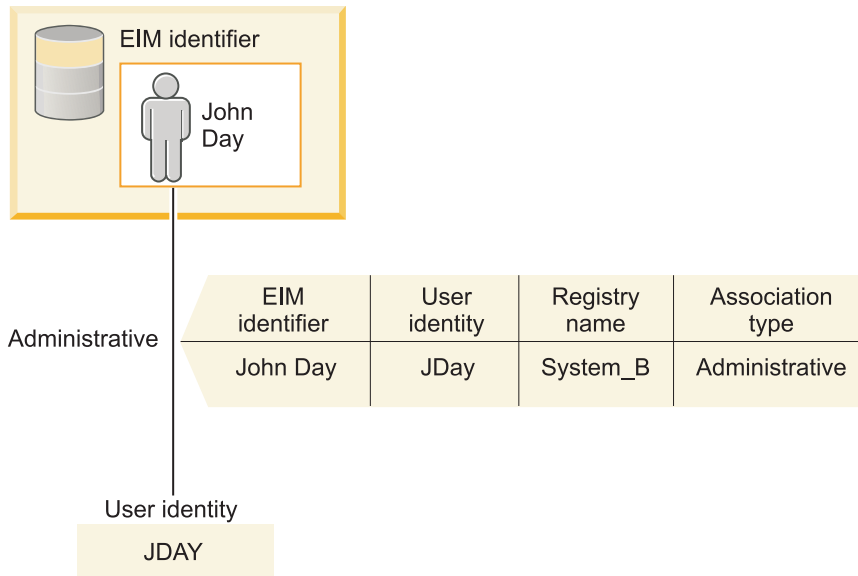 EIM identifier
John
Day
Administrative
EIM identifier
User identity
Registry name
Association type
John Day
JDay
System_B
Administrative
User identity
JDAY